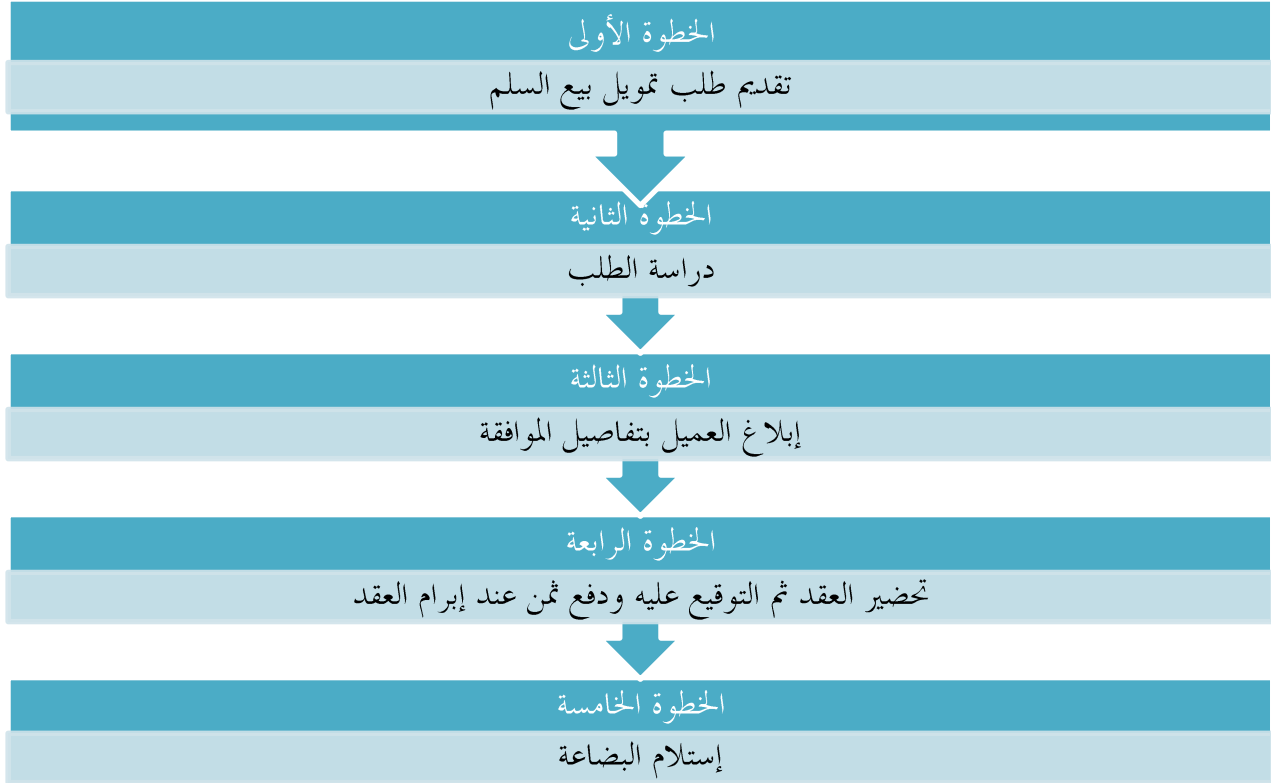 الخطوة الأولى
تقديم طلب تمويل بيع السلم
الخطوة الثانية
دراسة الطلب
الخطوة الثالثة
إبلاغ العميل بتفاصيل الموافقة
الخطوة الرابعة
تحضير العقد ثم التوقيع عليه ودفع ثمن عند إبرام العقد
الخطوة الخامسة
إستلام البضاعة